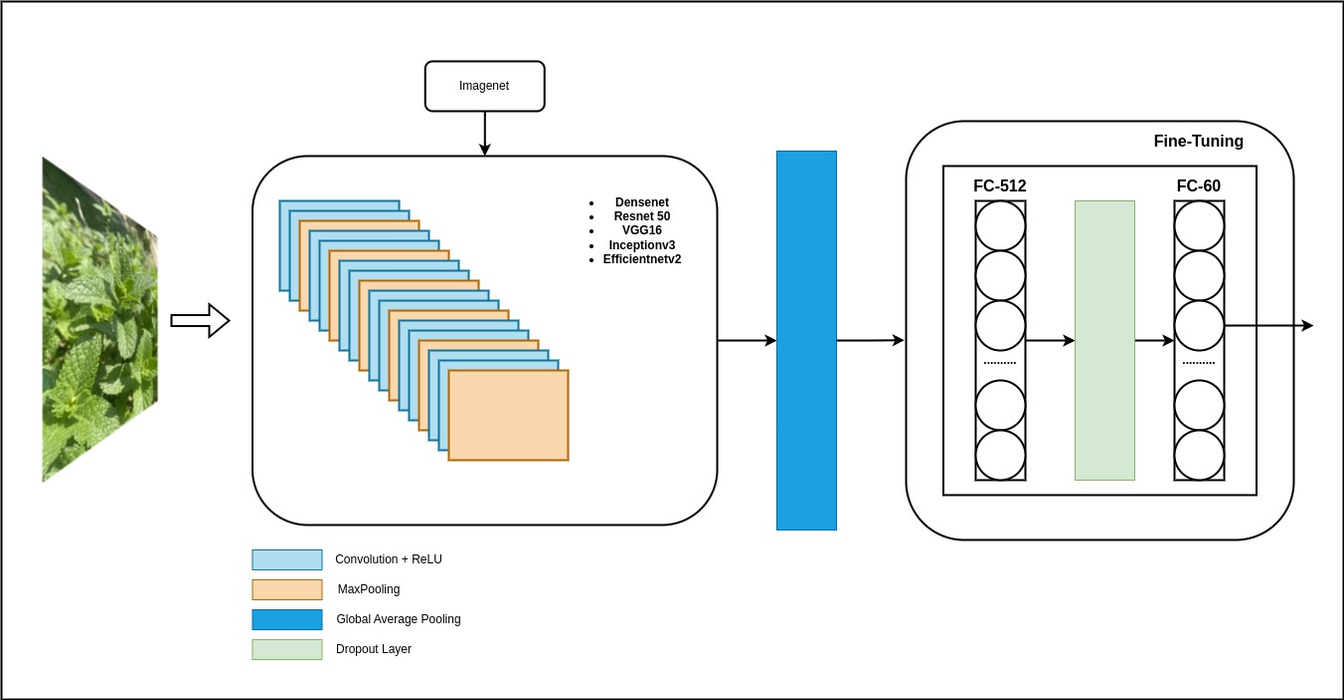 Imagenet
Densenet
Resnet 50
VGG16
Inceptionv3
Efficientnetv2
Fine-Tuning
FC-512
FC-60
..........
..........
Convolution + ReLU
MaxPooling
Global Average Pooling
Dropout Layer